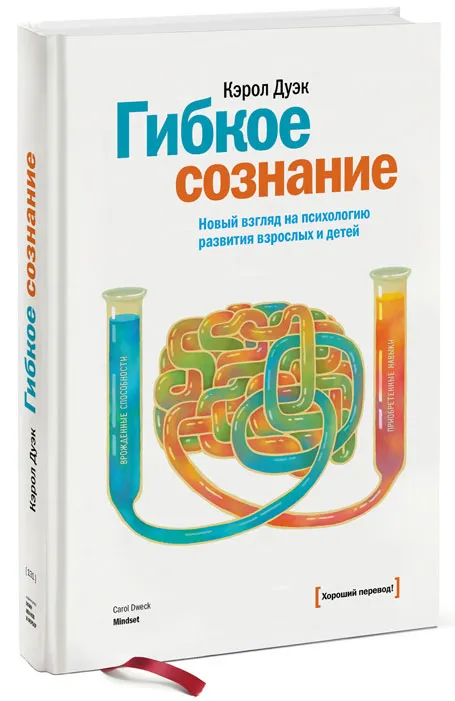 Кэрол Дуэк
Гибкое
сознание
Новый взгляд на психологию
развития взрослых и детей
ВРОЖДЕННЫЕ СПОСОБНОСТИ
ПРИОБРЕТЕННЫЕ НАВЫКИ
[Хороший перевод!]
Carol Dweck
Mindset
Кэрол Дуэк Гибкое сознание